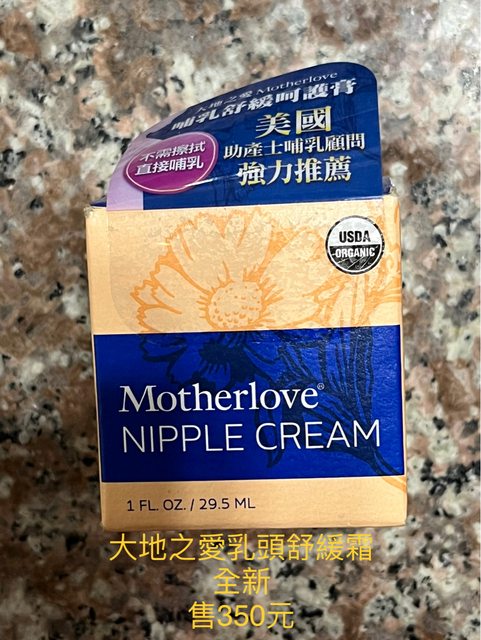 大地之愛 Motherlove
哺乳舒緩呵護膏
美國
助產士哺乳顧問
強力推薦
不需擦拭
直接哺乳
USDA
ORGANIC
Motherlove®
NIPPLE CREAM
1 FL. OZ. / 29.5 ML
大地之愛乳頭舒緩霜
全新
售350元